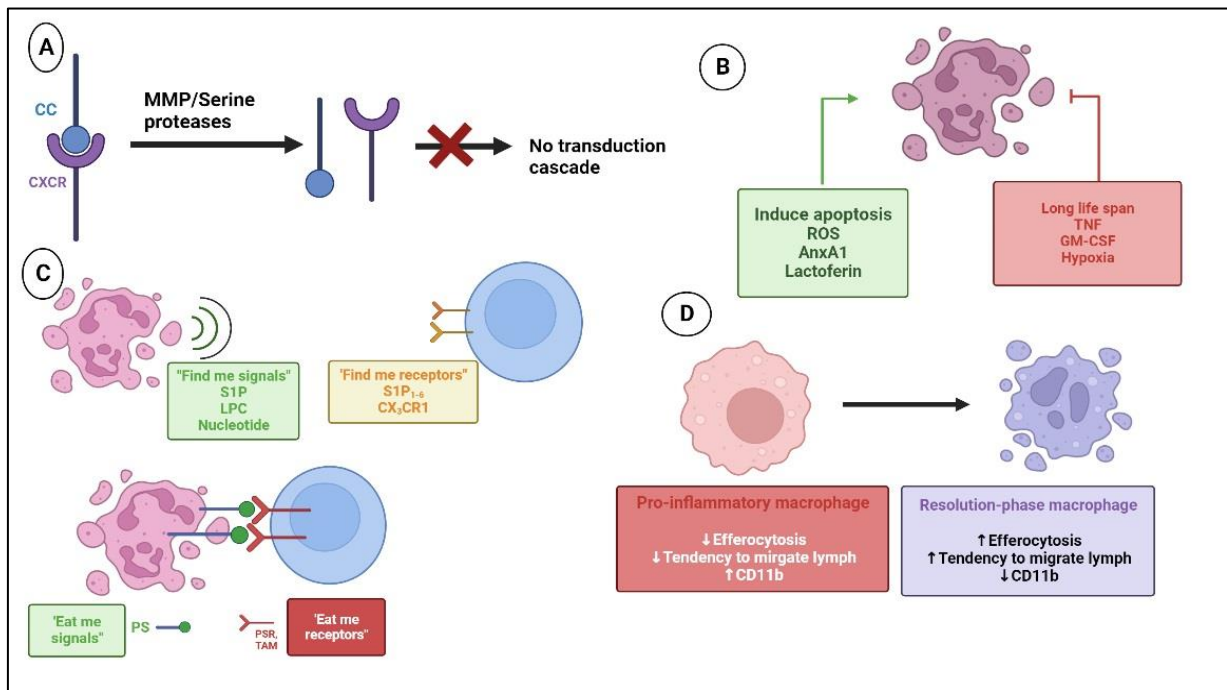 A
CC
CXCR
MMP/Serine
proteases
No transduction
cascade
B
Induce apoptosis
ROS
AnxA1
Lactoferin
Long life span
TNF
GM-CSF
Hypoxia
C
"Find me signals"
S1P
LPC
Nucleotide
'Find me receptors"
S1P₁₋₆
CX₃CR1
'Eat me
signals"
PS
PSR,
TAM
'Eat me
receptors"
D
Pro-inflammatory macrophage
↓Efferocytosis
↓Tendency to mirgate lymph
↑CD11b
Resolution-phase macrophage
↑Efferocytosis
↑Tendency to migrate lymph
↓CD11b